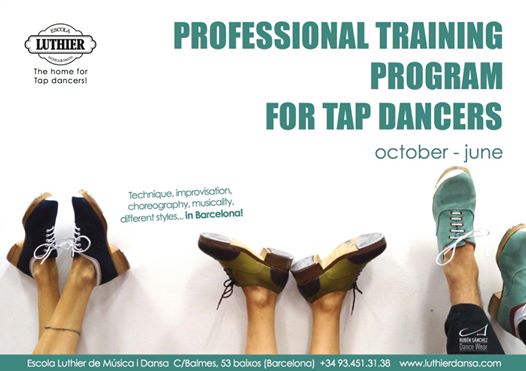 ESCOLA
LUTHIER
The home for
Tap dancers!
PROFESSIONAL TRAINING
PROGRAM
FOR TAP DANCERS
october - june
Technique, improvisation,
choreography, musicality,
different styles... in Barcelona!
RUBÉN SÁNCHEZ
Dance Wear
Escola Luthier de Música i Dansa C/Balmes, 53 baixos (Barcelona) +34 93.451.31.38 www.luthierdansa.com